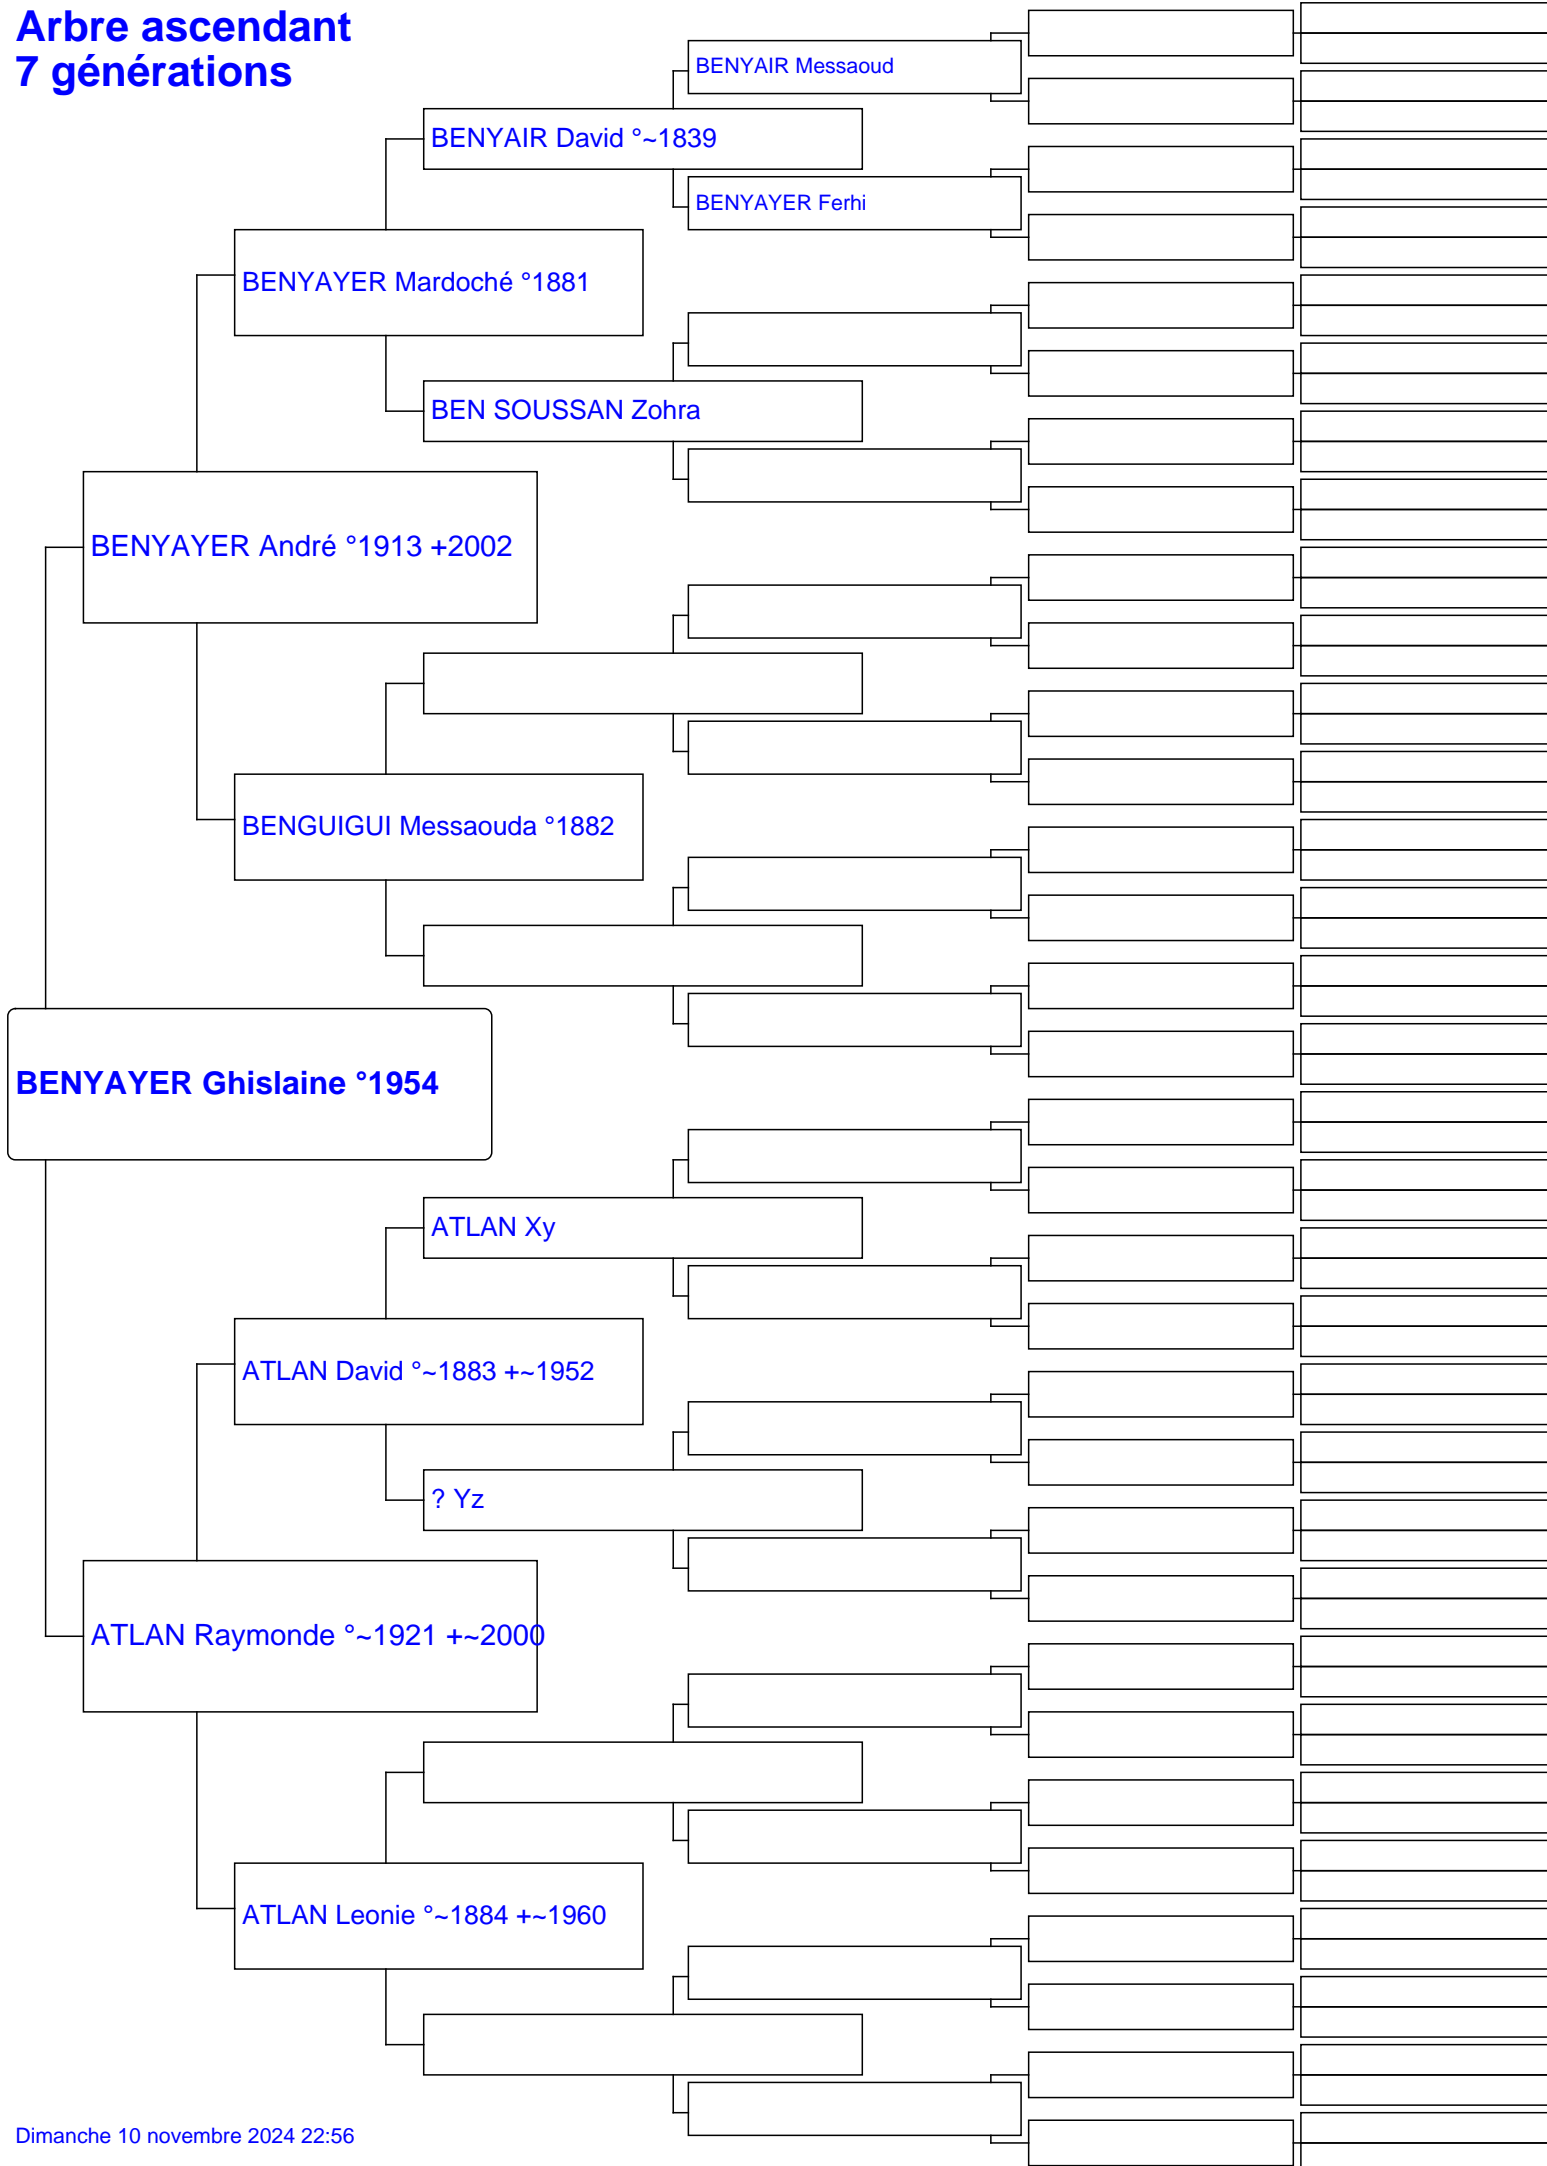 Arbre ascendant
7 générations
BENYAIR Messaoud
BENYAIR David °~1839
BENYAYER Ferhi
BENYAYER Mardoché °1881
BEN SOUSSAN Zohra
BENYAYER André °1913 +2002
BENGUIGUI Messaouda °1882
BENYAYER Ghislaine °1954
ATLAN Xy
ATLAN David °~1883 +~1952
? Yz
ATLAN Raymonde °~1921 +~2000
ATLAN Leonie °~1884 +~1960
Dimanche 10 novembre 2024 22:56